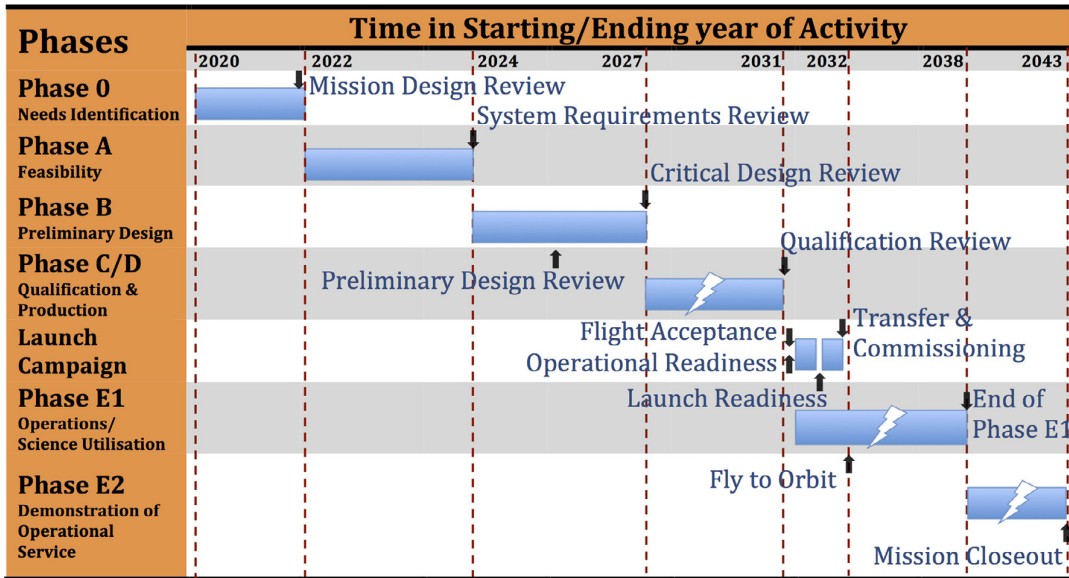 Phases
Time in Starting/Ending year of Activity
2020 2022 2024 2027 2031 2032 2038 2043
Phase 0
Needs Identification
Mission Design Review
System Requirements Review
Phase A
Feasibility
Critical Design Review
Phase B
Preliminary Design
Qualification Review
Phase C/D
Qualification &
Production
Preliminary Design Review
Launch
Campaign
Flight Acceptance
Operational Readiness
Transfer &
Commissioning
Launch Readiness
Phase E1
Operations/
Science Utilisation
End of
Phase E1
Fly to Orbit
Phase E2
Demonstration of
Operational
Service
Mission Closeout